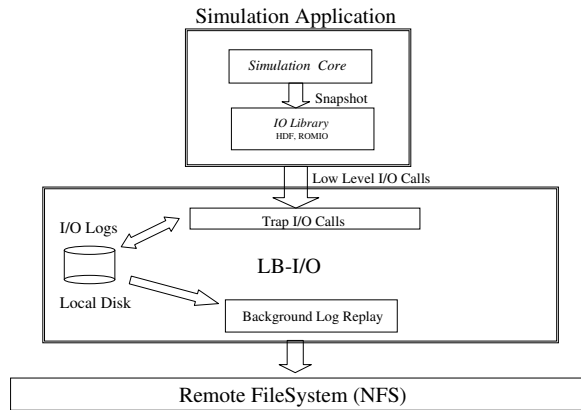 Simulation Application
Simulation Core
Snapshot
IO Library
HDF, ROMIO
Low Level I/O Calls
Trap I/O Calls
I/O Logs
LB-I/O
Local Disk
Background Log Replay
Remote FileSystem (NFS)